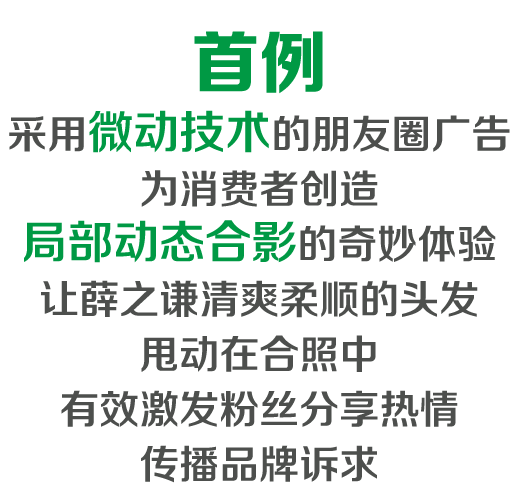 首例
采用微动技术的朋友圈广告
为消费者创造
局部动态合影的奇妙体验
让薛之谦清爽柔顺的头发
甩动在合照中
有效激发粉丝分享热情
传播品牌诉求